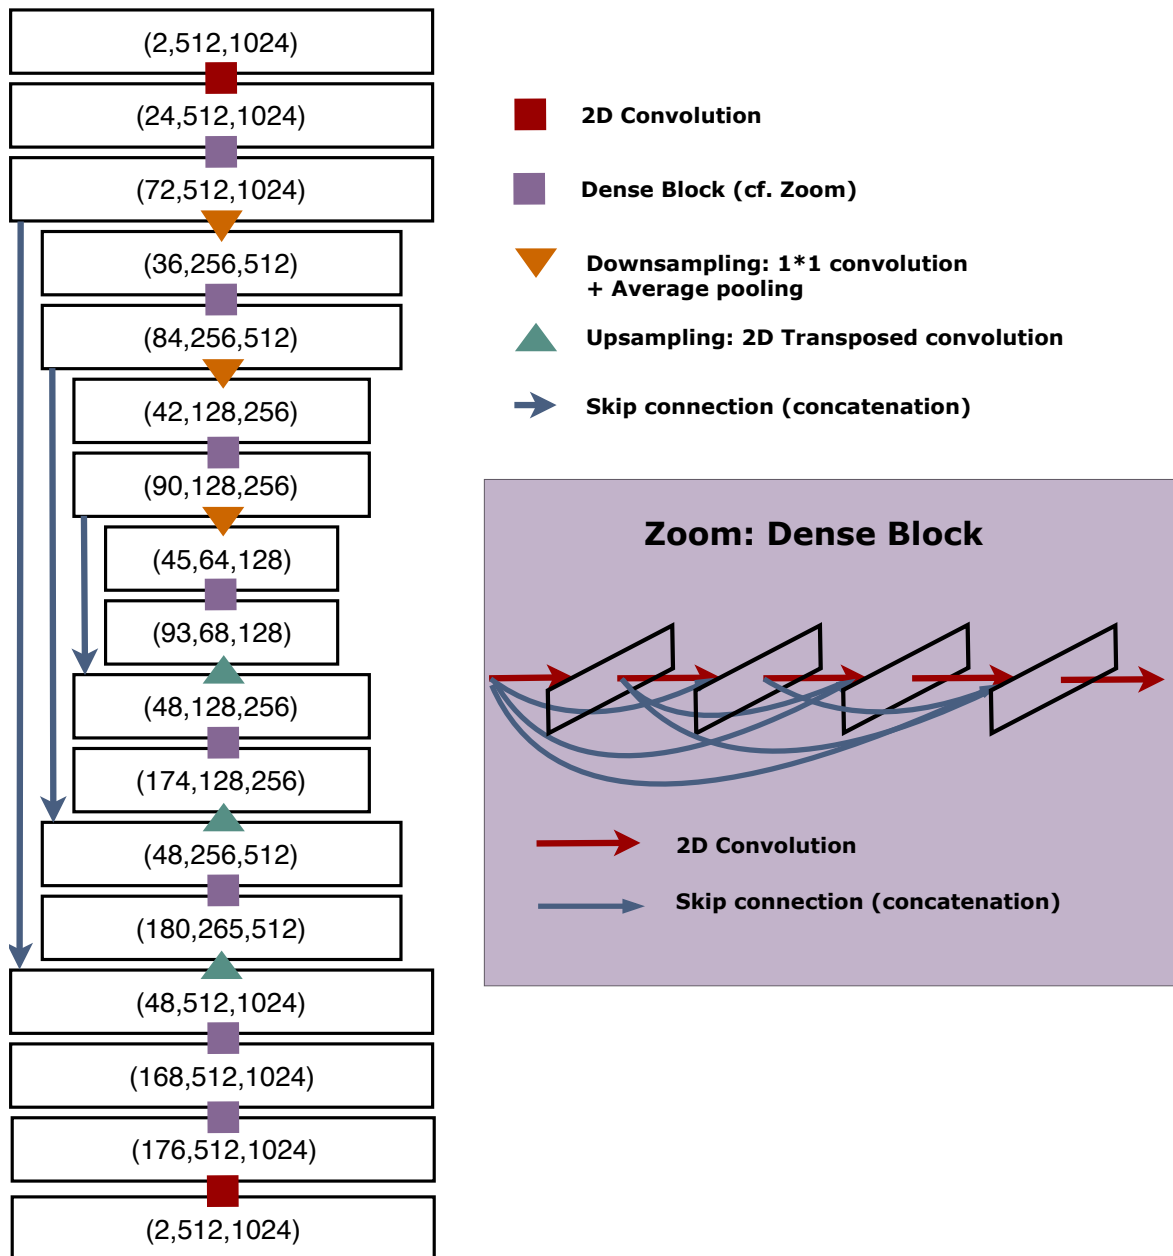 (2,512,1024)
(24,512,1024)
(72,512,1024)
(36,256,512)
(84,256,512)
(42,128,256)
(90,128,256)
(45,64,128)
(93,68,128)
(48,128,256)
(174,128,256)
(48,256,512)
(180,265,512)
(48,512,1024)
(168,512,1024)
(176,512,1024)
(2,512,1024)
2D Convolution
Dense Block (cf. Zoom)
Downsampling: 1*1 convolution
+ Average pooling
Upsampling: 2D Transposed convolution
Skip connection (concatenation)
Zoom: Dense Block
2D Convolution
Skip connection (concatenation)